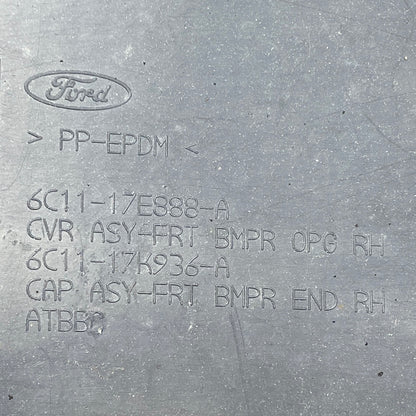 Ford
> PP-EPDM <
6C11-17E888-A
CVR ASY-FRT BMPR OPG RH
6C11-17K936-A
CAP ASY-FRT BMPR END RH
ATBBC